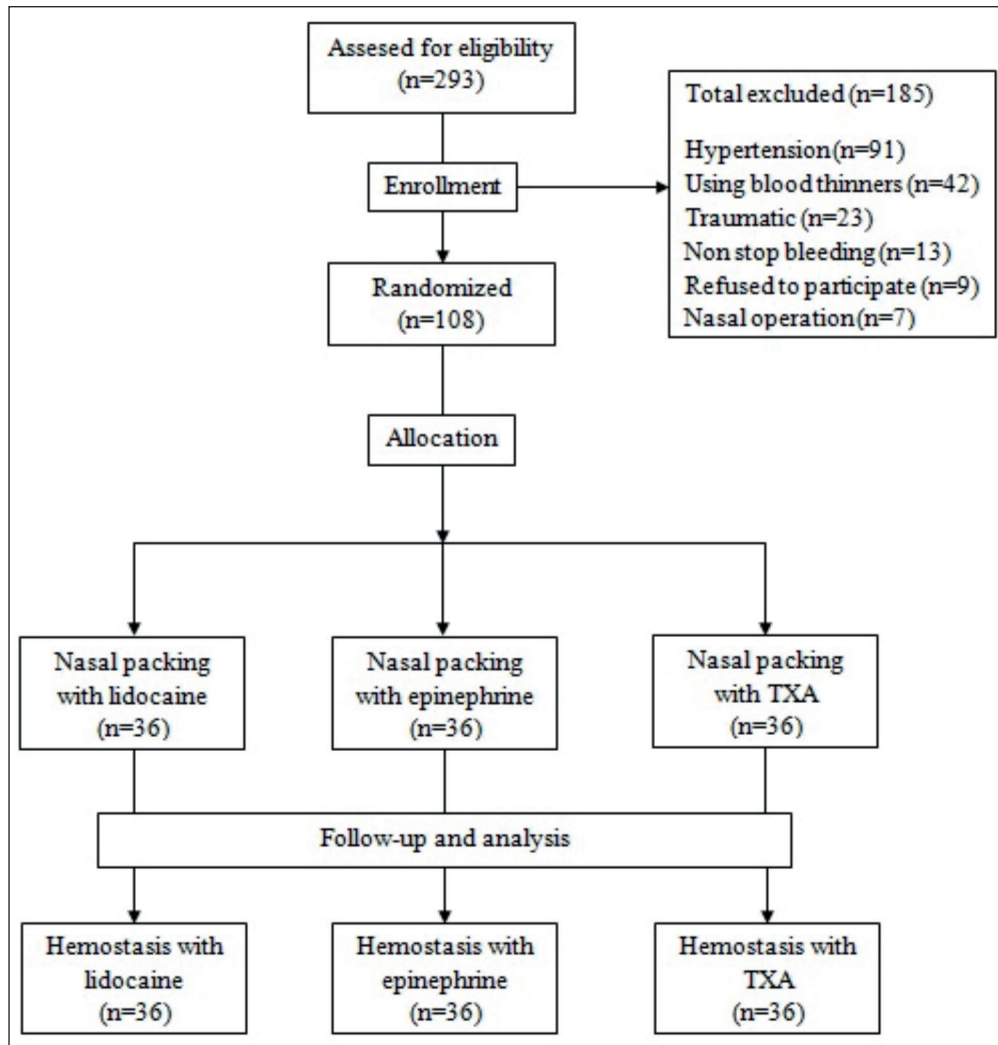 Assesed for eligibility
(n=293)
Total excluded (n=185)
Hypertension (n=91)
Using blood thinners (n=42)
Traumatic (n=23)
Non stop bleeding (n=13)
Refused to participate (n=9)
Nasal operation (n=7)
Enrollment
Randomized
(n=108)
Allocation
Nasal packing
with lidocaine
(n=36)
Nasal packing
with epinephrine
(n=36)
Nasal packing
with TXA
(n=36)
Follow-up and analysis
Hemostasis with
lidocaine
(n=36)
Hemostasis with
epinephrine
(n=36)
Hemostasis with
TXA
(n=36)